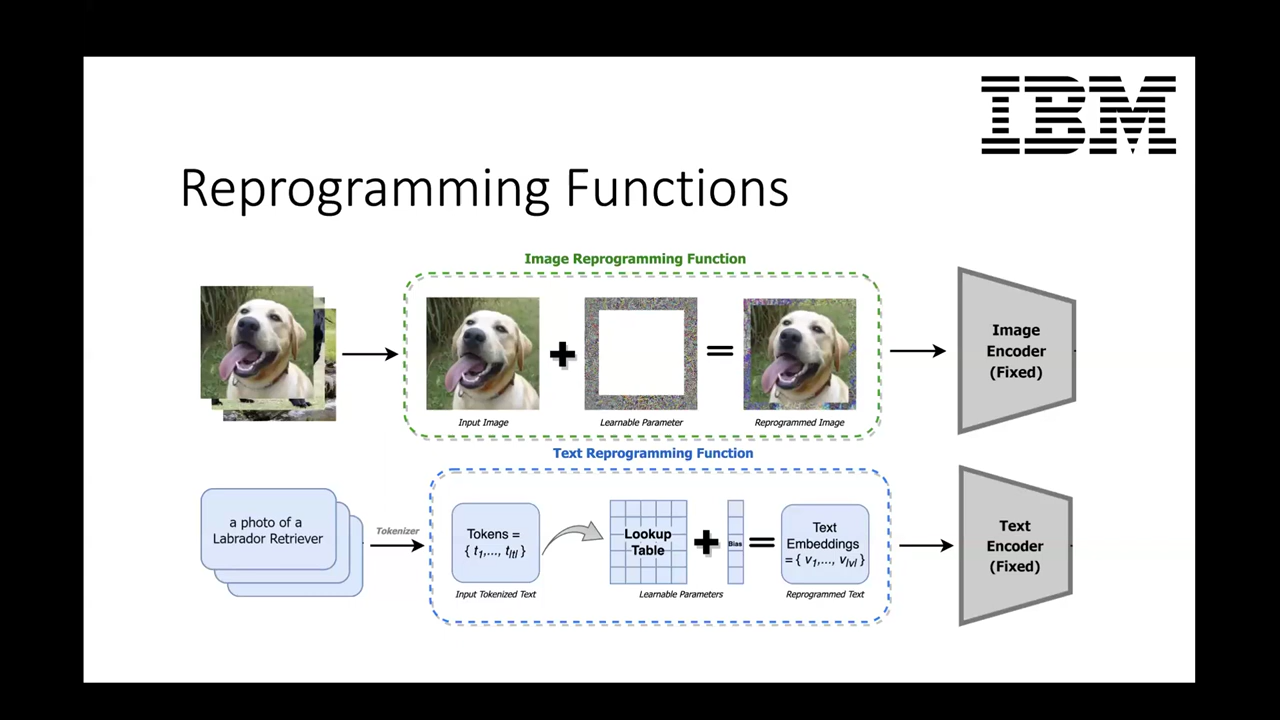 IBM
Reprogramming Functions
Image Reprogramming Function
Input Image
Learnable Parameter
Reprogrammed Image
Image
Encoder
(Fixed)
Text Reprogramming Function
a photo of a
Labrador Retriever
Tokenizer
Tokens =
{ t1,..., t|t| }
Input Tokenized Text
Lookup
Table
Bias
Learnable Parameters
Text
Embeddings
= { v1,..., v|v| }
Reprogrammed Text
Text
Encoder
(Fixed)